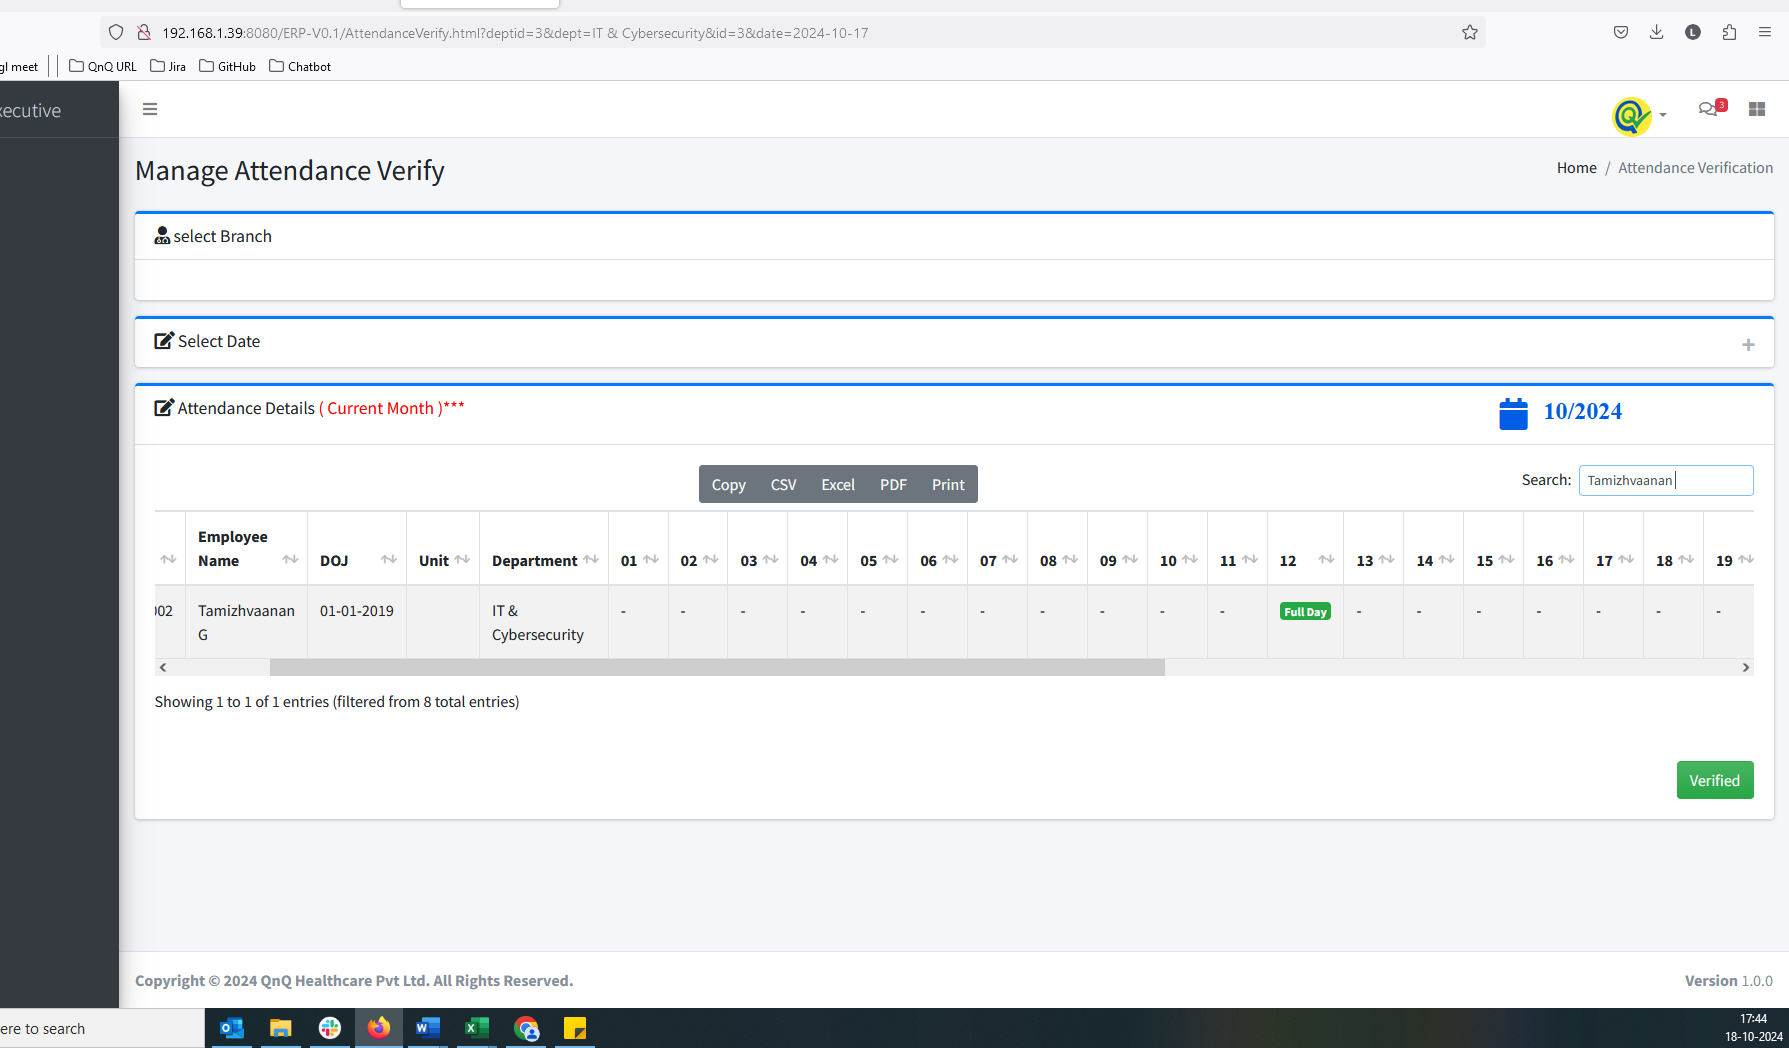 192.168.1.39:8080/ERP-V0.1/AttendanceVerify.html?deptid=3&dept=IT & Cybersecurity&id=3&date=2024-10-17
L
gl meet QnQ URL Jira GitHub Chatbot
xecutive
3
Manage Attendance Verify
Home / Attendance Verification
select Branch
Select Date
Attendance Details ( Current Month )***
10/2024
Copy CSV Excel PDF Print
Search: Tamizhvaanan
Employee
Name DOJ Unit Department 01 02 03 04 05 06 07 08 09 10 11 12 13 14 15 16 17 18 19
002 Tamizhvaanan 01-01-2019 IT & - - - - - - - - - - - Full Day - - - - - - -
G Cybersecurity
Showing 1 to 1 of 1 entries (filtered from 8 total entries)
Verified
Copyright © 2024 QnQ Healthcare Pvt Ltd. All Rights Reserved.
Version 1.0.0
ere to search
17:44
18-10-2024